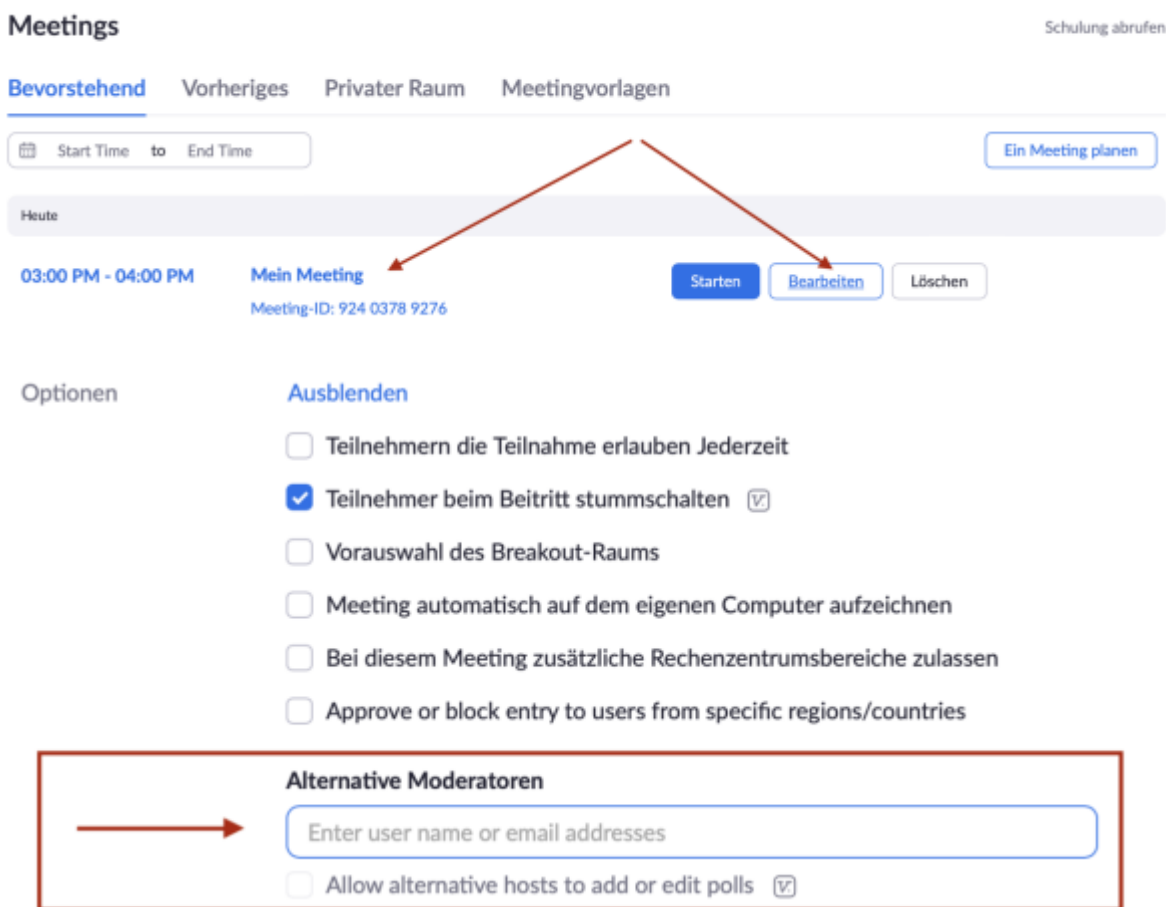 Meetings
Schulung abrufen
Bevorstehend Vorheriges Privater Raum Meetingvorlagen
Start Time to End Time
Ein Meeting planen
Heute
03:00 PM - 04:00 PM Mein Meeting Starten Bearbeiten Löschen
Meeting-ID: 924 0378 9276
Optionen Ausblenden
Teilnehmern die Teilnahme erlauben Jederzeit
Teilnehmer beim Beitritt stummschalten
Vorauswahl des Breakout-Raums
Meeting automatisch auf dem eigenen Computer aufzeichnen
Bei diesem Meeting zusätzliche Rechenzentrumsbereiche zulassen
Approve or block entry to users from specific regions/countries
Alternative Moderatoren
Enter user name or email addresses
Allow alternative hosts to add or edit polls